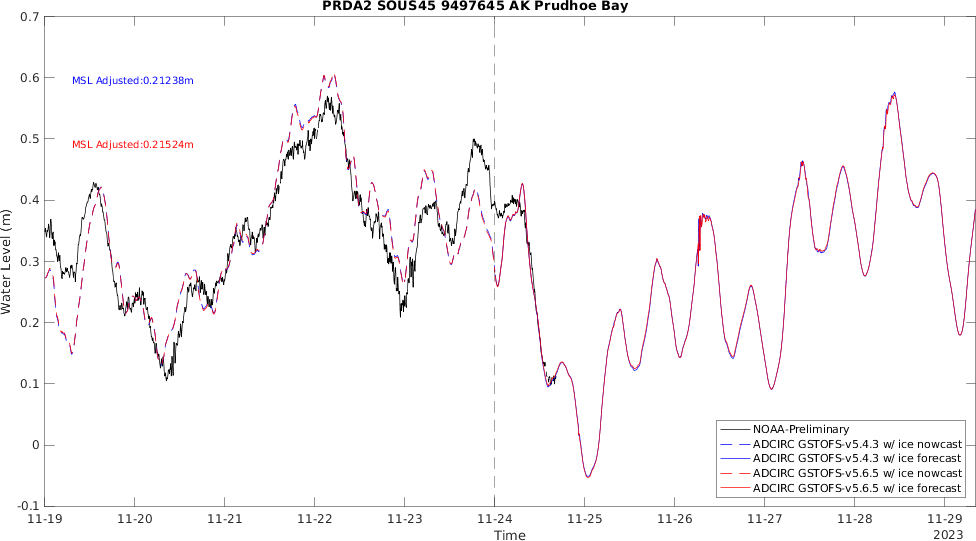 PRDA2 SOUS45 9497645 AK Prudhoe Bay
0.7
0.6
0.5
0.4
0.3
0.2
0.1
0
-0.1
Water Level (m)
MSL Adjusted:0.21238m
MSL Adjusted:0.21524m
NOAA-Preliminary
ADCIRC GSTOFS-v5.4.3 w/ ice nowcast
ADCIRC GSTOFS-v5.4.3 w/ ice forecast
ADCIRC GSTOFS-v5.6.5 w/ ice nowcast
ADCIRC GSTOFS-v5.6.5 w/ ice forecast
11-19 11-20 11-21 11-22 11-23 11-24 11-25 11-26 11-27 11-28 11-29
Time 2023